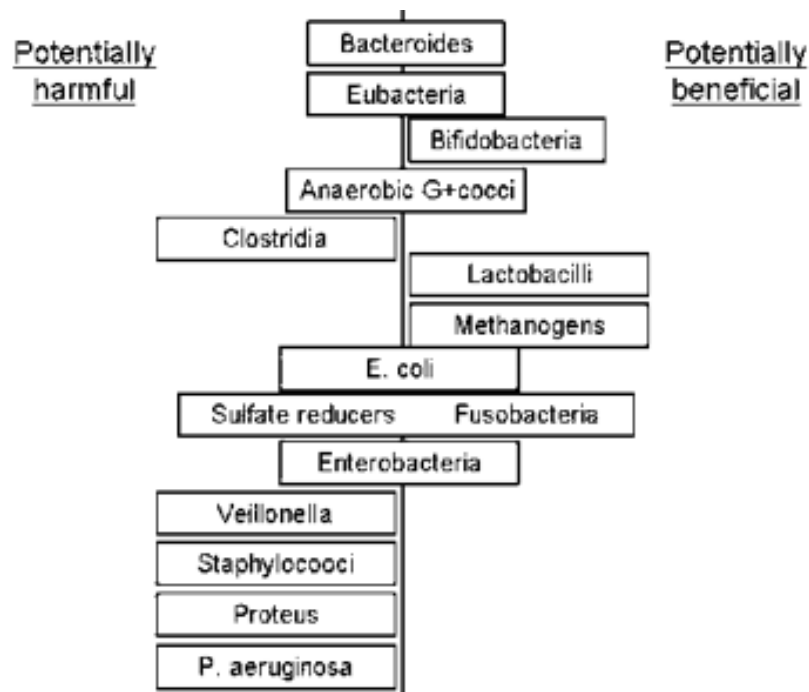 Potentially
harmful
Potentially
beneficial
Bacteroides
Eubacteria
Bifidobacteria
Anaerobic G+cocci
Clostridia
Lactobacilli
Methanogens
E. coli
Sulfate reducers Fusobacteria
Enterobacteria
Veillonella
Staphylocooci
Proteus
P. aeruginosa